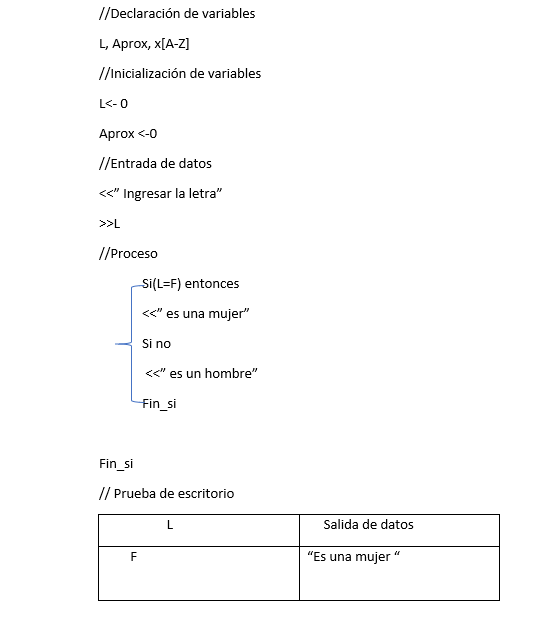 //Declaración de variables
L, Aprox, x[A-Z]
//Inicialización de variables
L<- 0
Aprox <-0
//Entrada de datos
<<” Ingresar la letra”
>>L
//Proceso
Si(L=F) entonces
<<” es una mujer”
Si no
<<” es un hombre”
Fin_si
Fin_si
// Prueba de escritorio
L Salida de datos
F “Es una mujer “